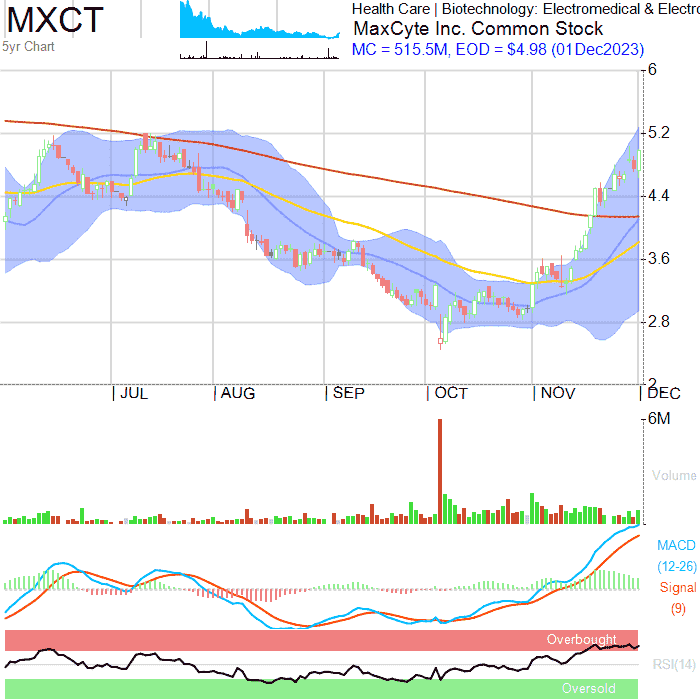 MXCT
5yr Chart
Health Care | Biotechnology: Electromedical & Electro
MaxCyte Inc. Common Stock
MC = 515.5M, EOD = $4.98 (01Dec2023)
6
5.2
4.4
3.6
2.8
2
| JUL | AUG | SEP | OCT | NOV | DEC
6M
Volume
MACD
(12-26)
Signal
(9)
Overbought
RSI(14)
Oversold